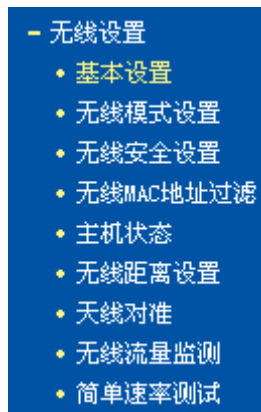 无线设置
基本设置
无线模式设置
无线安全设置
无线MAC地址过滤
主机状态
无线距离设置
天线对准
无线流量监测
简单速率测试